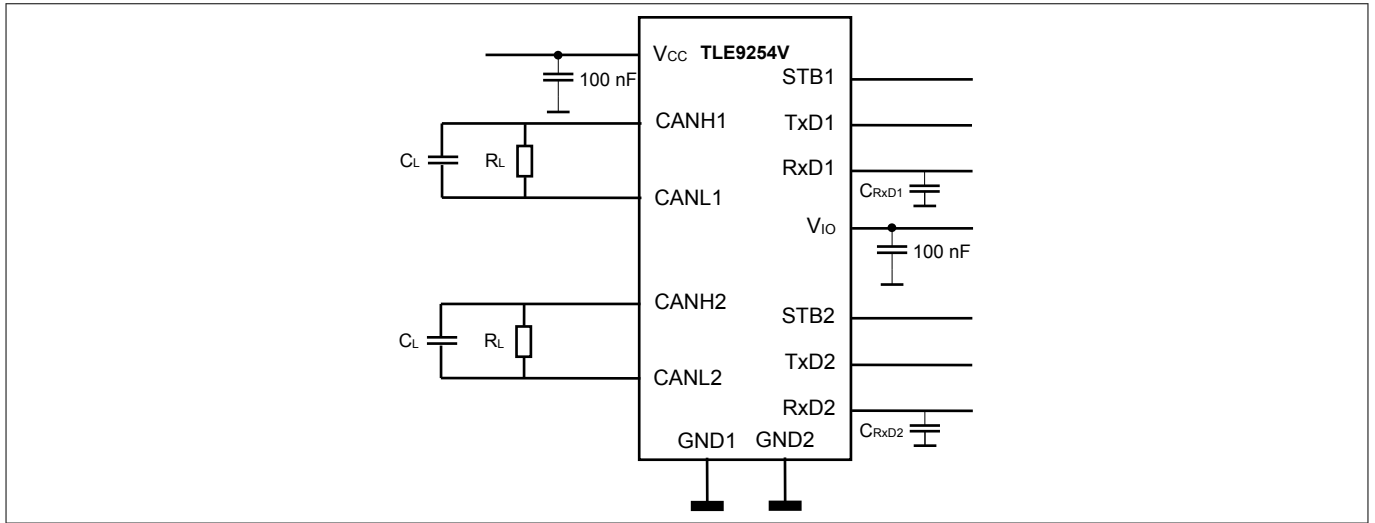 VCC TLE9254V
100 nF
STB1
CANH1
TxD1
CL
RL
RxD1
CRxD1
CANL1
VIO
100 nF
CANH2
STB2
CL
RL
TxD2
CANL2
RxD2
CRxD2
GND1
GND2